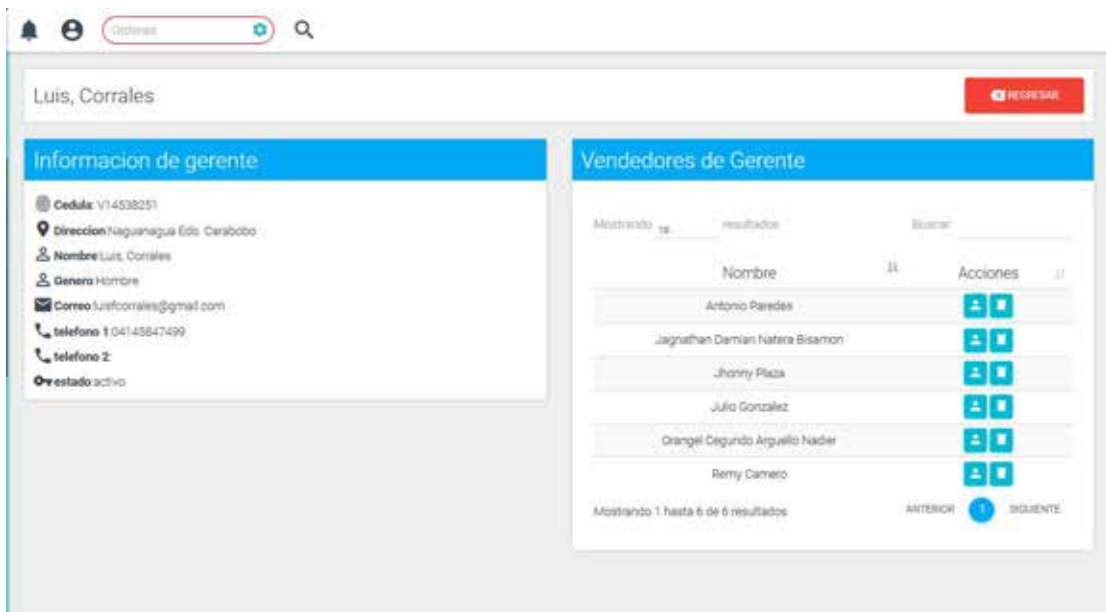 Ordenes
Luis, Corrales
REGRESAR
Informacion de gerente
Cedula: V14538251
Direccion:Naguanagua Edo. Carabobo
Nombre:Luis, Corrales
Genero:Hombre
Correo:luisfcorrales@gmail.com
telefono 1:04145847499
telefono 2:
estado:activo
Vendedores de Gerente
Mostrando 10 resultados Buscar:
Nombre Acciones
Antonio Paredes
Jagnathan Damian Natera Bisamon
Jhonny Plaza
Julio Gonzalez
Orangel Cegundo Arguello Nadier
Remy Camero
Mostrando 1 hasta 6 de 6 resultados
ANTERIOR 1 SIGUIENTE